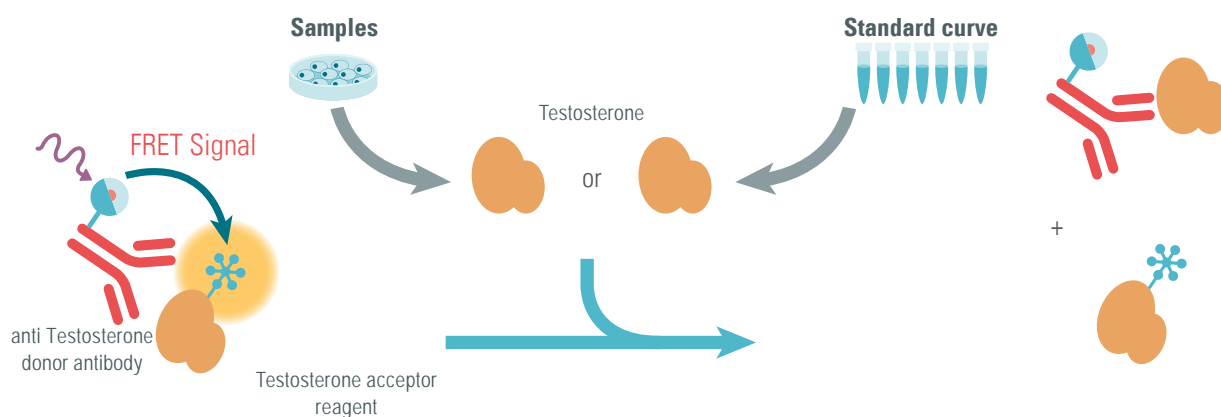 Samples
Standard curve
Testosterone
FRET Signal
or
+
anti Testosterone
donor antibody
Testosterone acceptor
reagent